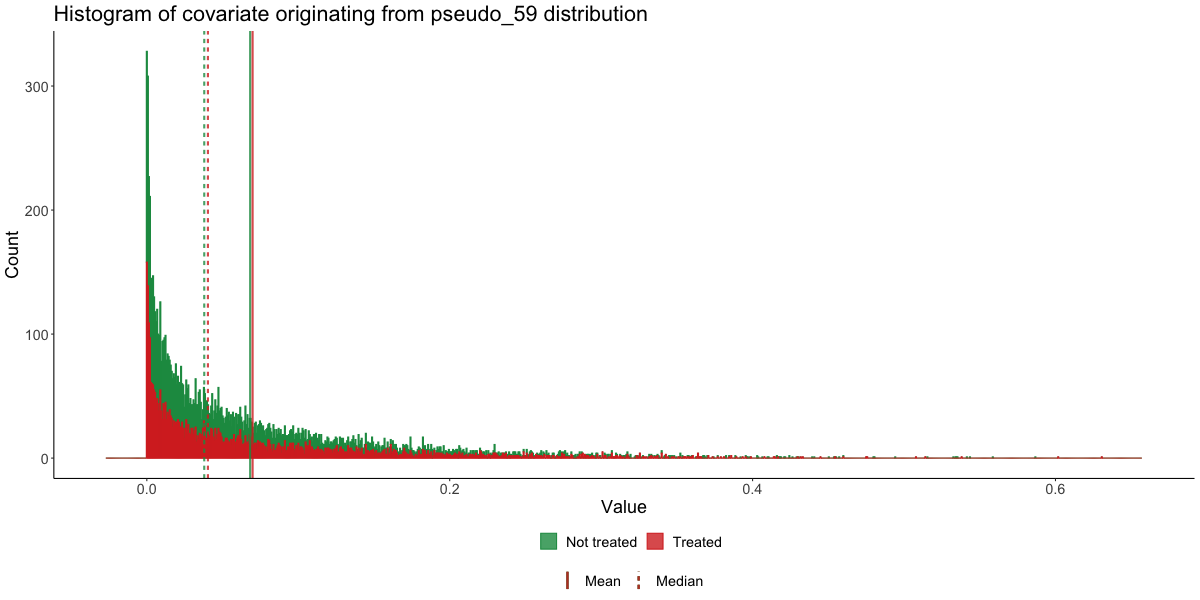 Histogram of covariate originating from pseudo_59 distribution
Count
300
200
100
0
0.0 0.2 0.4 0.6
Value
Not treated Treated
Mean Median